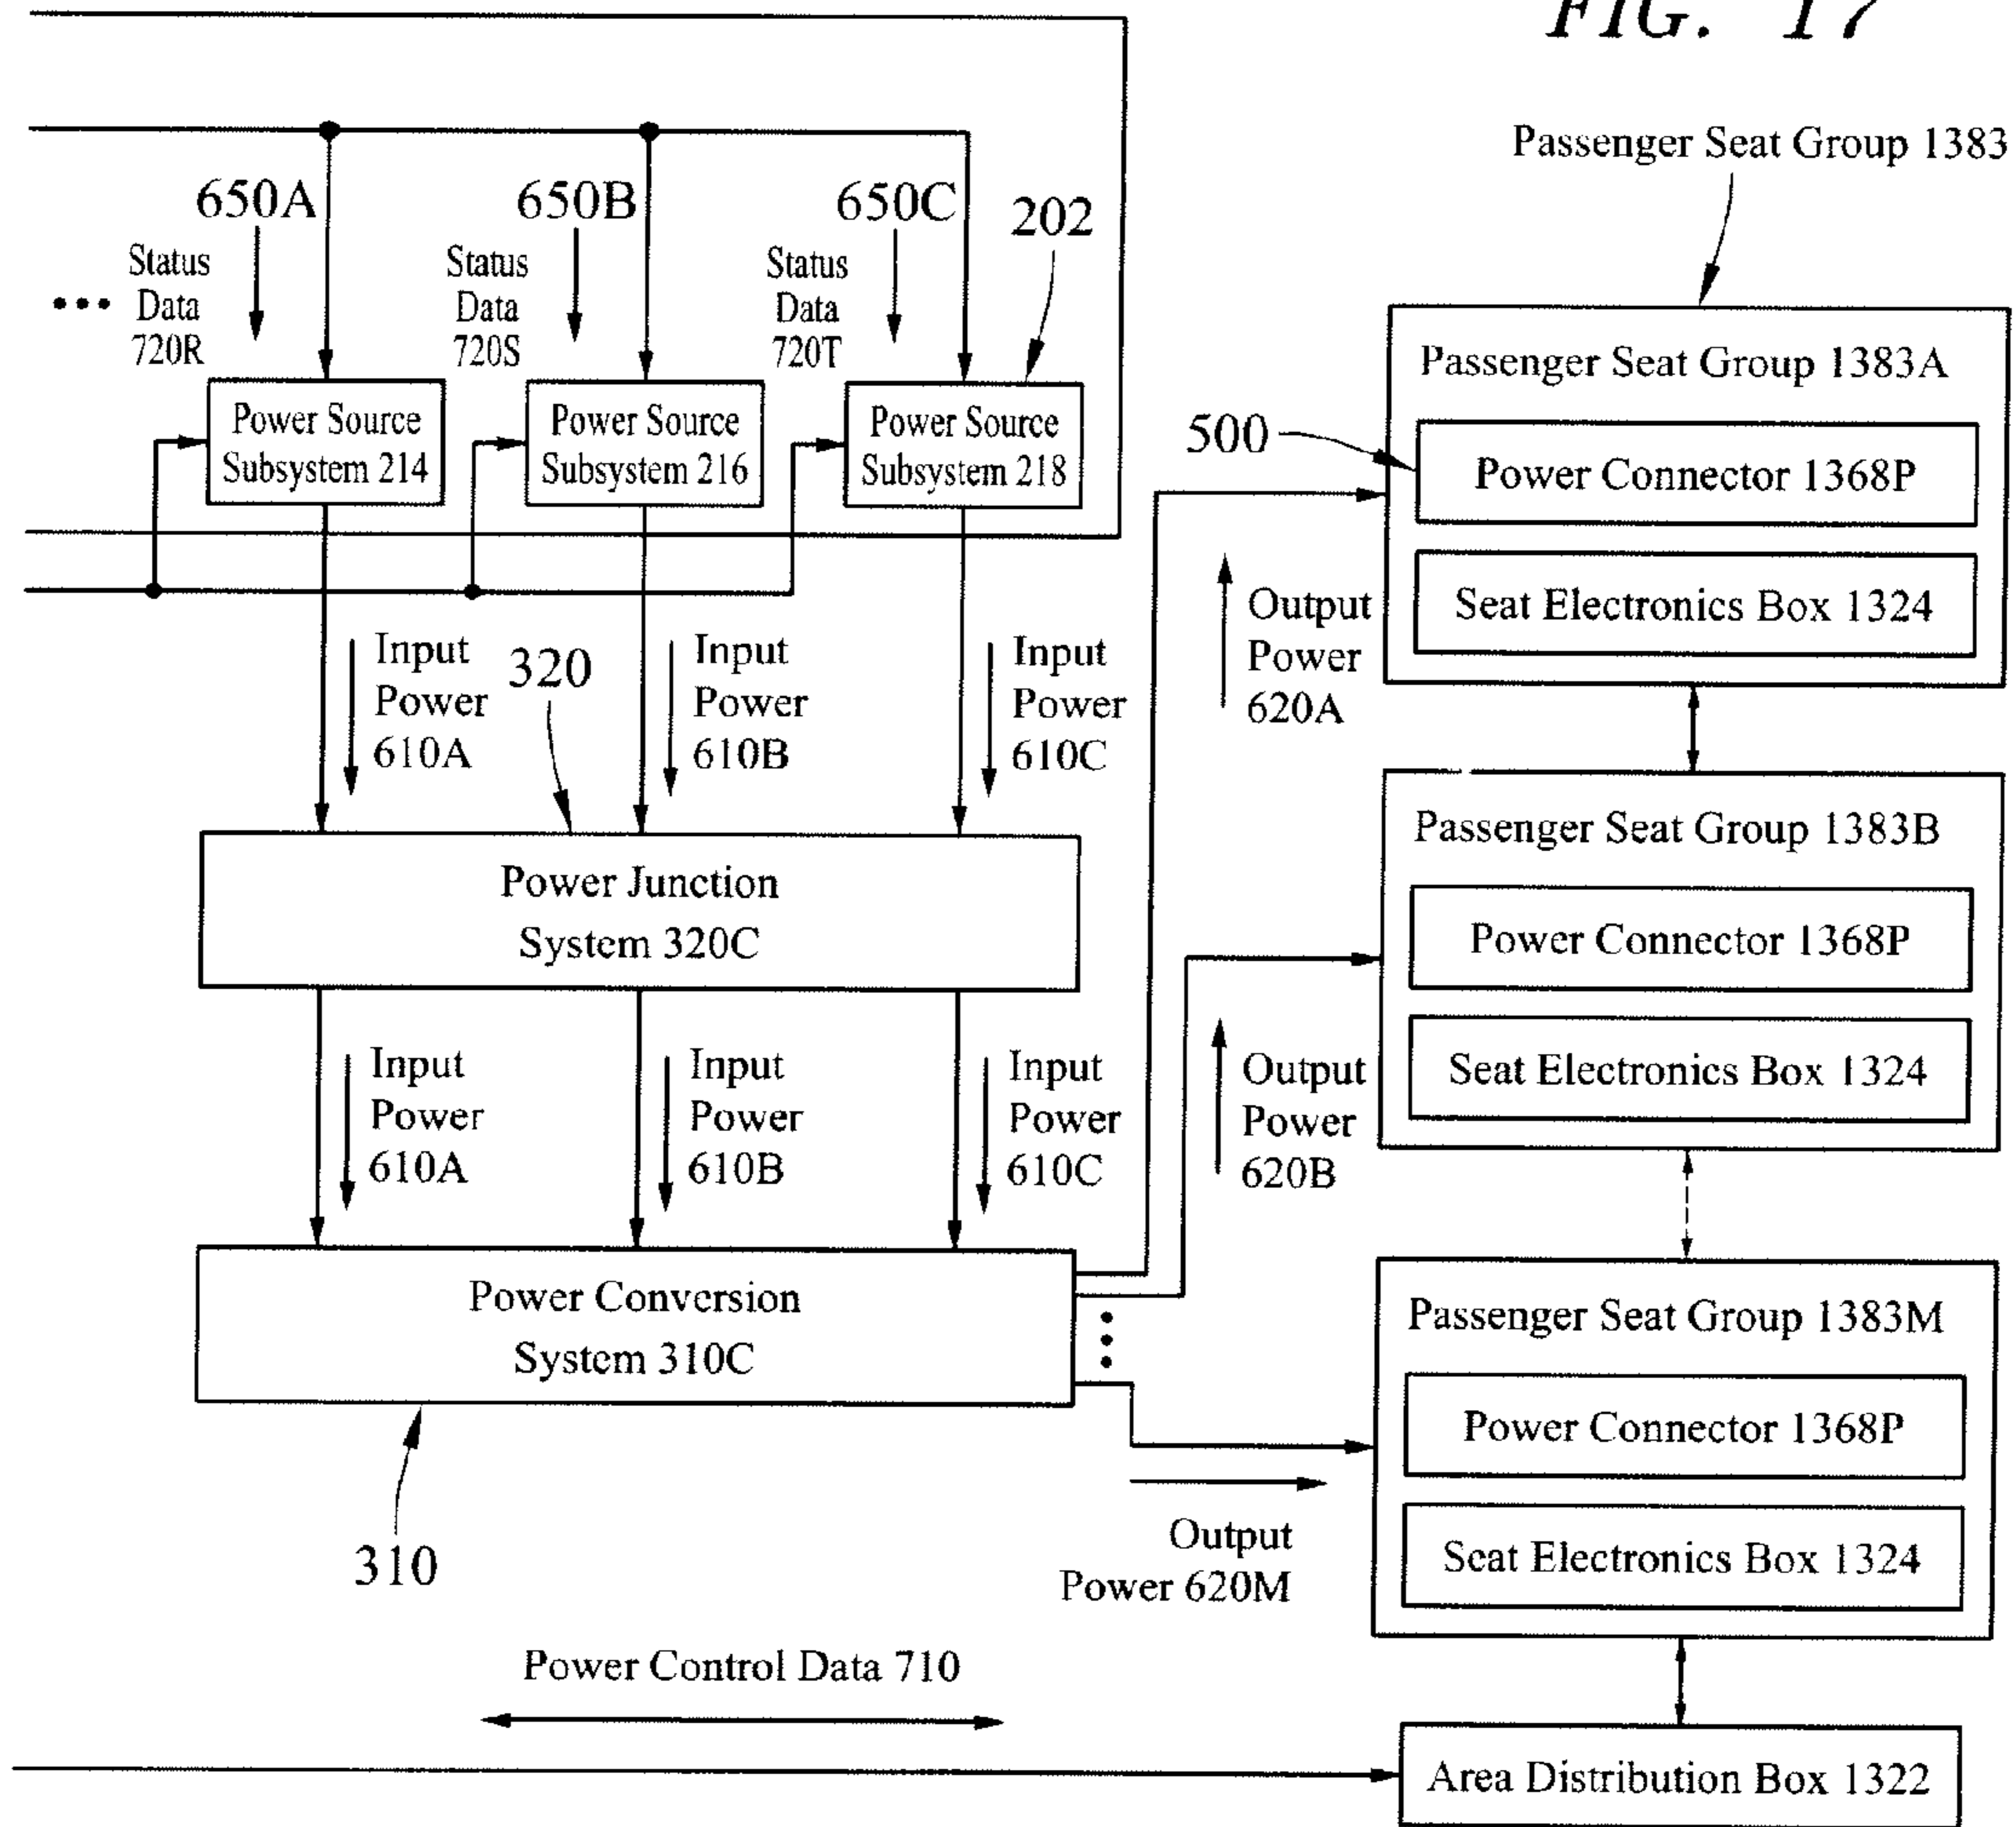 FIG. 17
Passenger Seat Group 1383
650A
650B
650C
202
Status
Data
720R
Status
Data
720S
Status
Data
720T
•••
Power Source
Subsystem 214
Power Source
Subsystem 216
Power Source
Subsystem 218
Passenger Seat Group 1383A
500
Power Connector 1368P
Seat Electronics Box 1324
Input
Power
610A
320
Input
Power
610B
Input
Power
610C
Output
Power
620A
Power Junction
System 320C
Passenger Seat Group 1383B
Power Connector 1368P
Seat Electronics Box 1324
Input
Power
610A
Input
Power
610B
Input
Power
610C
Output
Power
620B
Power Conversion
System 310C
310
Passenger Seat Group 1383M
Power Connector 1368P
Seat Electronics Box 1324
Output
Power 620M
Power Control Data 710
Area Distribution Box 1322